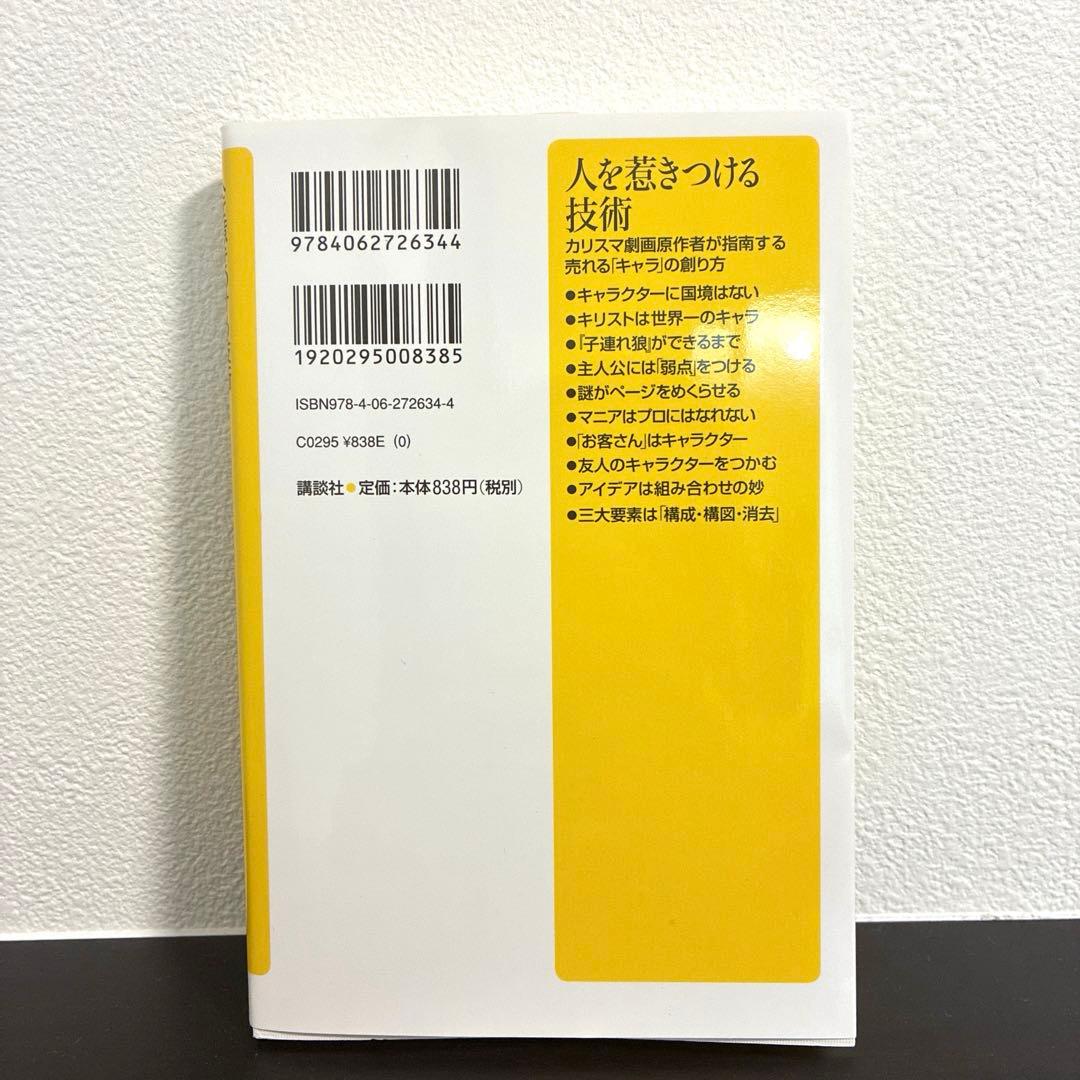 9784062726344
1920295008385
ISBN978-4-06-272634-4
C0295 ¥838E (0)
講談社●定価：本体838円（税別）
人を惹きつける
技術
カリスマ劇画原作者が指南する
売れる「キャラ」の創り方
●キャラクターに国境はない
●キリストは世界一のキャラ
●『子連れ狼』ができるまで
●主人公には「弱点」をつける
●謎がページをめくらせる
●マニアはプロにはなれない
●「お客さん」はキャラクター
●友人のキャラクターをつかむ
●アイデアは組み合わせの妙
●三大要素は「構成・構図・消去」